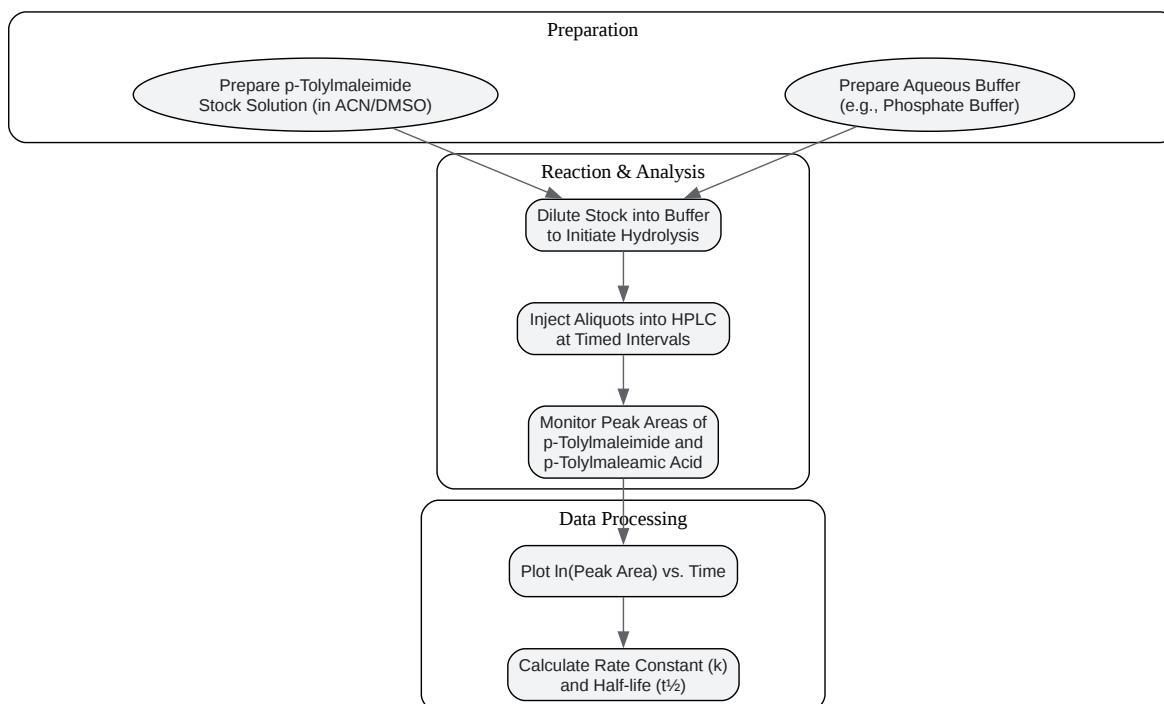 Preparation
Prepare p-Tolylmaleimide
Stock Solution (in ACN/DMSO)
Prepare Aqueous Buffer
(e.g., Phosphate Buffer)
Reaction & Analysis
Dilute Stock into Buffer
to Initiate Hydrolysis
Inject Aliquots into HPLC
at Timed Intervals
Monitor Peak Areas of
p-Tolylmaleimide and
p-Tolylmaleamic Acid
Data Processing
Plot ln(Peak Area) vs. Time
Calculate Rate Constant (k)
and Half-life (t½)